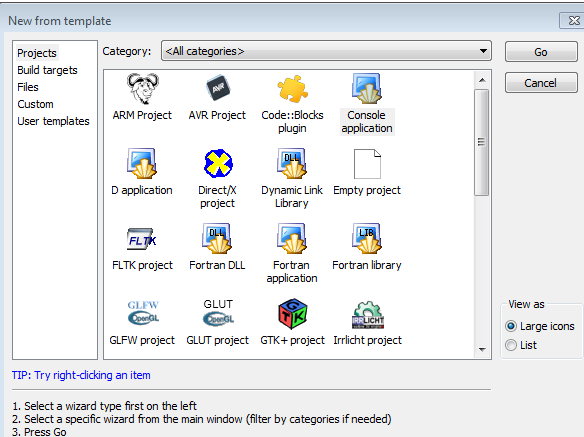 New from template
Projects
Build targets
Files
Custom
User templates
Category: <All categories>
Go
Cancel
AVR
ARM Project AVR Project Code::Blocks plugin Console application
DLL
D application Direct/X project Dynamic Link Library Empty project
FLTK DLL LIB
FLTK project Fortran DLL Fortran application Fortran library
GLFW OpenGL GLUT OpenGL GTK IRRLICHT
GLFW project GLUT project GTK+ project Irrlicht project
View as
Large icons
List
TIP: Try right-clicking an item
1. Select a wizard type first on the left
2. Select a specific wizard from the main window (filter by categories if needed)
3. Press Go